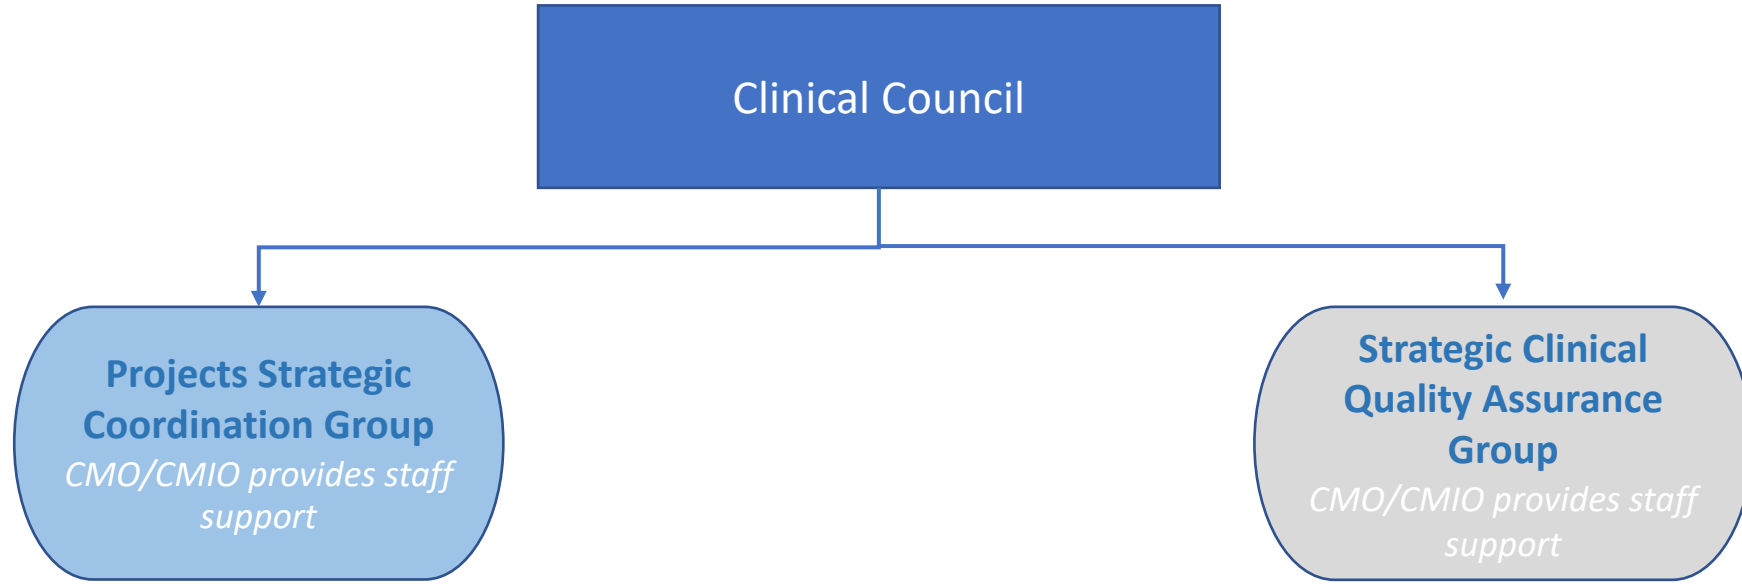 Clinical Council
Projects Strategic
Coordination Group
CMO/CMIO provides staff
support
Strategic Clinical
Quality Assurance
Group
CMO/CMIO provides staff
support